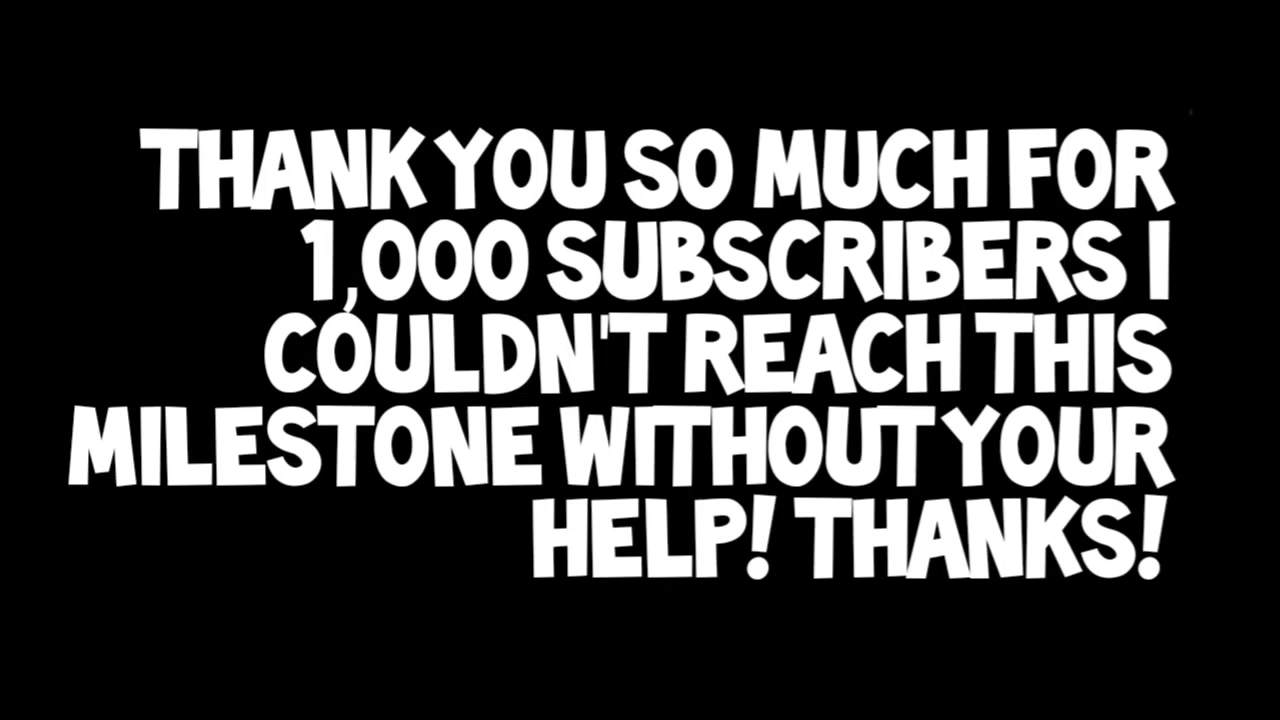 THANK YOU SO MUCH FOR
1,000 SUBSCRIBERS I
COULDN'T REACH THIS
MILESTONE WITHOUT YOUR
HELP! THANKS!